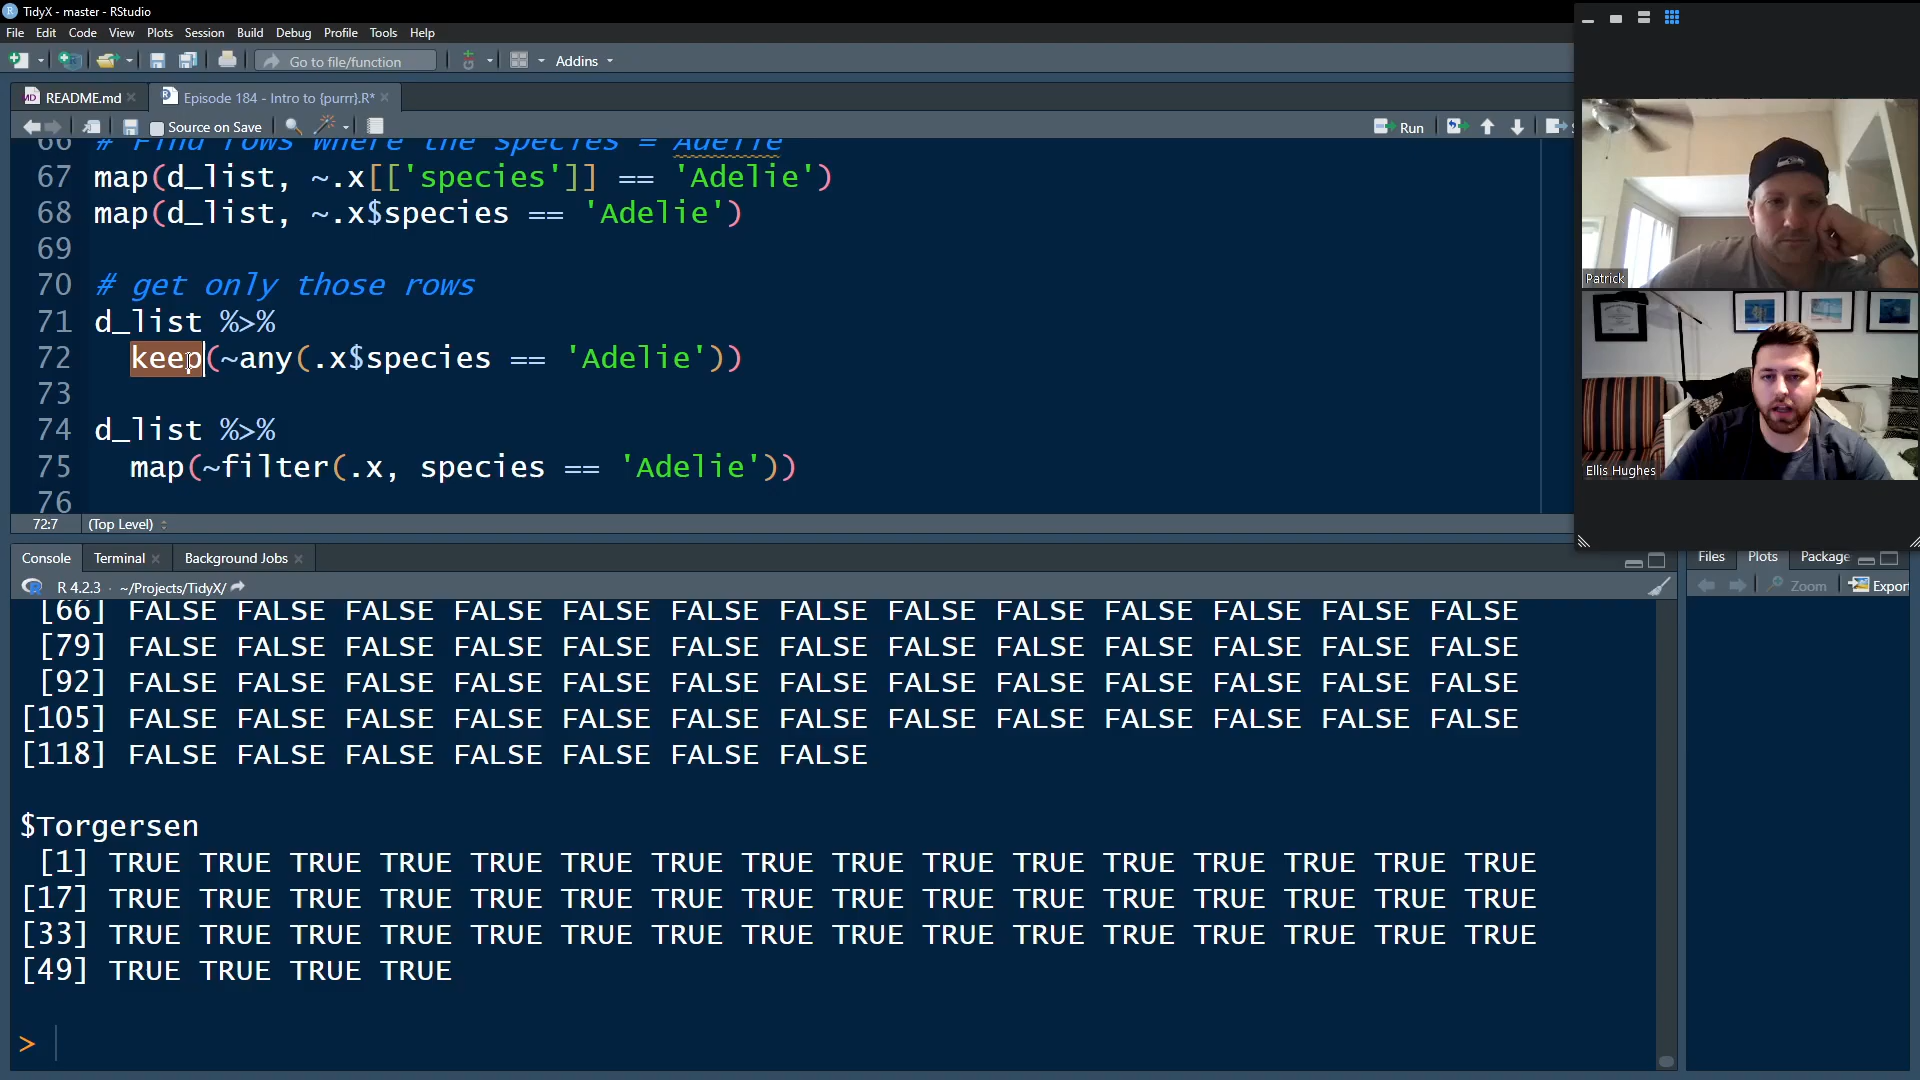 TidyX - master - RStudio
File Edit Code View Plots Session Build Debug Profile Tools Help
Go to file/function Addins
README.md Episode 184 - Intro to {purrr}.R*
Source on Save Run
66 # Find rows where the species = Adelie
67 map(d_list, ~.x[['species']] == 'Adelie')
68 map(d_list, ~.x$species == 'Adelie')
69
70 # get only those rows
71 d_list %>%
72 keep(~any(.x$species == 'Adelie'))
73
74 d_list %>%
75 map(~filter(.x, species == 'Adelie'))
76
72:7 (Top Level)
Patrick
Ellis Hughes
Console Terminal Background Jobs
R 4.2.3 · ~/Projects/TidyX/
[66] FALSE FALSE FALSE FALSE FALSE FALSE FALSE FALSE FALSE FALSE FALSE FALSE FALSE
[79] FALSE FALSE FALSE FALSE FALSE FALSE FALSE FALSE FALSE FALSE FALSE FALSE FALSE
[92] FALSE FALSE FALSE FALSE FALSE FALSE FALSE FALSE FALSE FALSE FALSE FALSE FALSE
[105] FALSE FALSE FALSE FALSE FALSE FALSE FALSE FALSE FALSE FALSE FALSE FALSE FALSE
[118] FALSE FALSE FALSE FALSE FALSE FALSE FALSE
$Torgersen
[1] TRUE TRUE TRUE TRUE TRUE TRUE TRUE TRUE TRUE TRUE TRUE TRUE TRUE TRUE TRUE TRUE
[17] TRUE TRUE TRUE TRUE TRUE TRUE TRUE TRUE TRUE TRUE TRUE TRUE TRUE TRUE TRUE TRUE
[33] TRUE TRUE TRUE TRUE TRUE TRUE TRUE TRUE TRUE TRUE TRUE TRUE TRUE TRUE TRUE TRUE
[49] TRUE TRUE TRUE TRUE
>
Files Plots Package
Zoom Expor